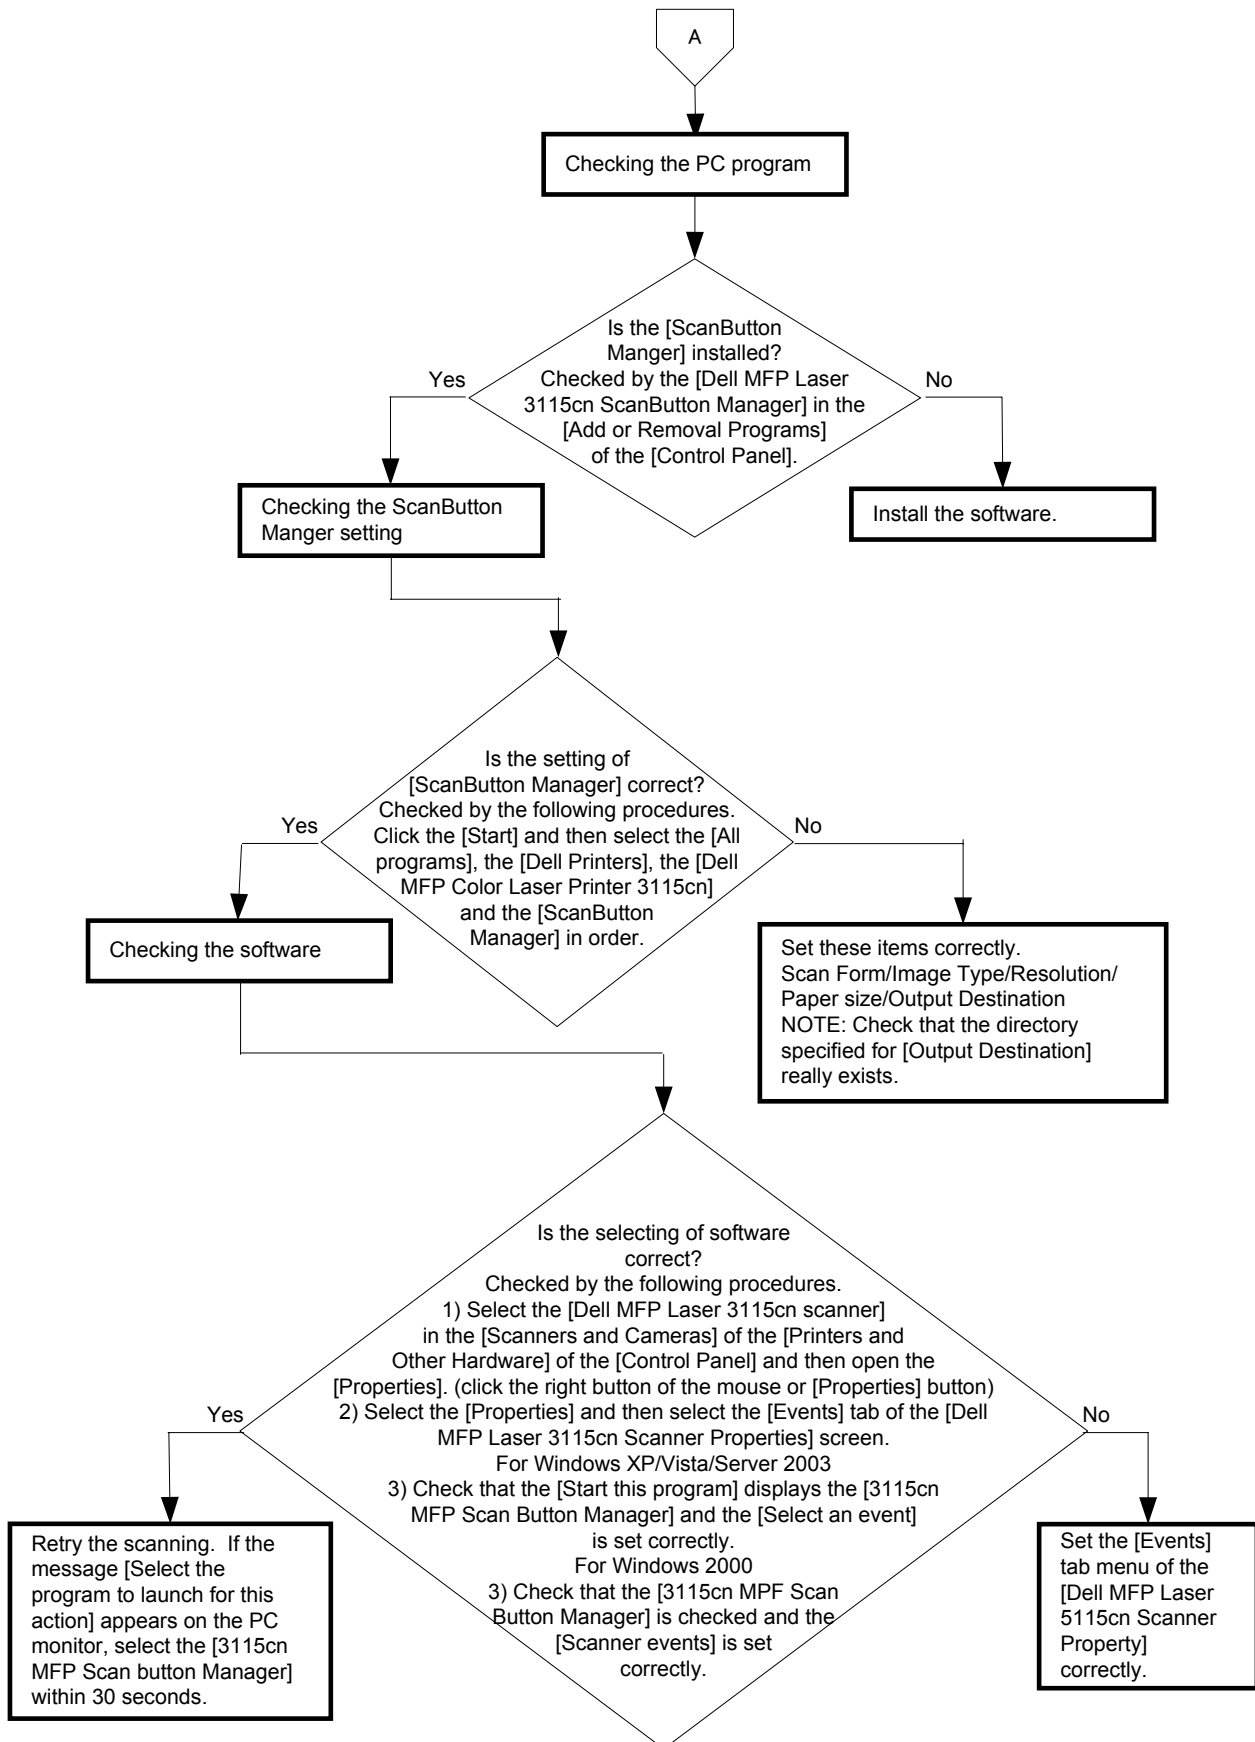 A
Checking the PC program
Is the [ScanButton
Manger] installed?
Checked by the [Dell MFP Laser
3115cn ScanButton Manager] in the
[Add or Removal Programs]
of the [Control Panel].
Yes
No
Checking the ScanButton
Manger setting
Install the software.
Is the setting of
[ScanButton Manager] correct?
Checked by the following procedures.
Click the [Start] and then select the [All
programs], the [Dell Printers], the [Dell
MFP Color Laser Printer 3115cn]
and the [ScanButton
Manager] in order.
Yes
No
Checking the software
Set these items correctly.
Scan Form/Image Type/Resolution/
Paper size/Output Destination
NOTE: Check that the directory
specified for [Output Destination]
really exists.
Is the selecting of software
correct?
Checked by the following procedures.
1) Select the [Dell MFP Laser 3115cn scanner]
in the [Scanners and Cameras] of the [Printers and
Other Hardware] of the [Control Panel] and then open the
[Properties]. (click the right button of the mouse or [Properties] button)
2) Select the [Properties] and then select the [Events] tab of the [Dell
MFP Laser 3115cn Scanner Properties] screen.
For Windows XP/Vista/Server 2003
3) Check that the [Start this program] displays the [3115cn
MFP Scan Button Manager] and the [Select an event]
is set correctly.
For Windows 2000
3) Check that the [3115cn MPF Scan
Button Manager] is checked and the
[Scanner events] is set
correctly.
Yes
No
Retry the scanning.  If the
message [Select the
program to launch for this
action] appears on the PC
monitor, select the [3115cn
MFP Scan button Manager]
within 30 seconds.
Set the [Events]
tab menu of the
[Dell MFP Laser
5115cn Scanner
Property]
correctly.